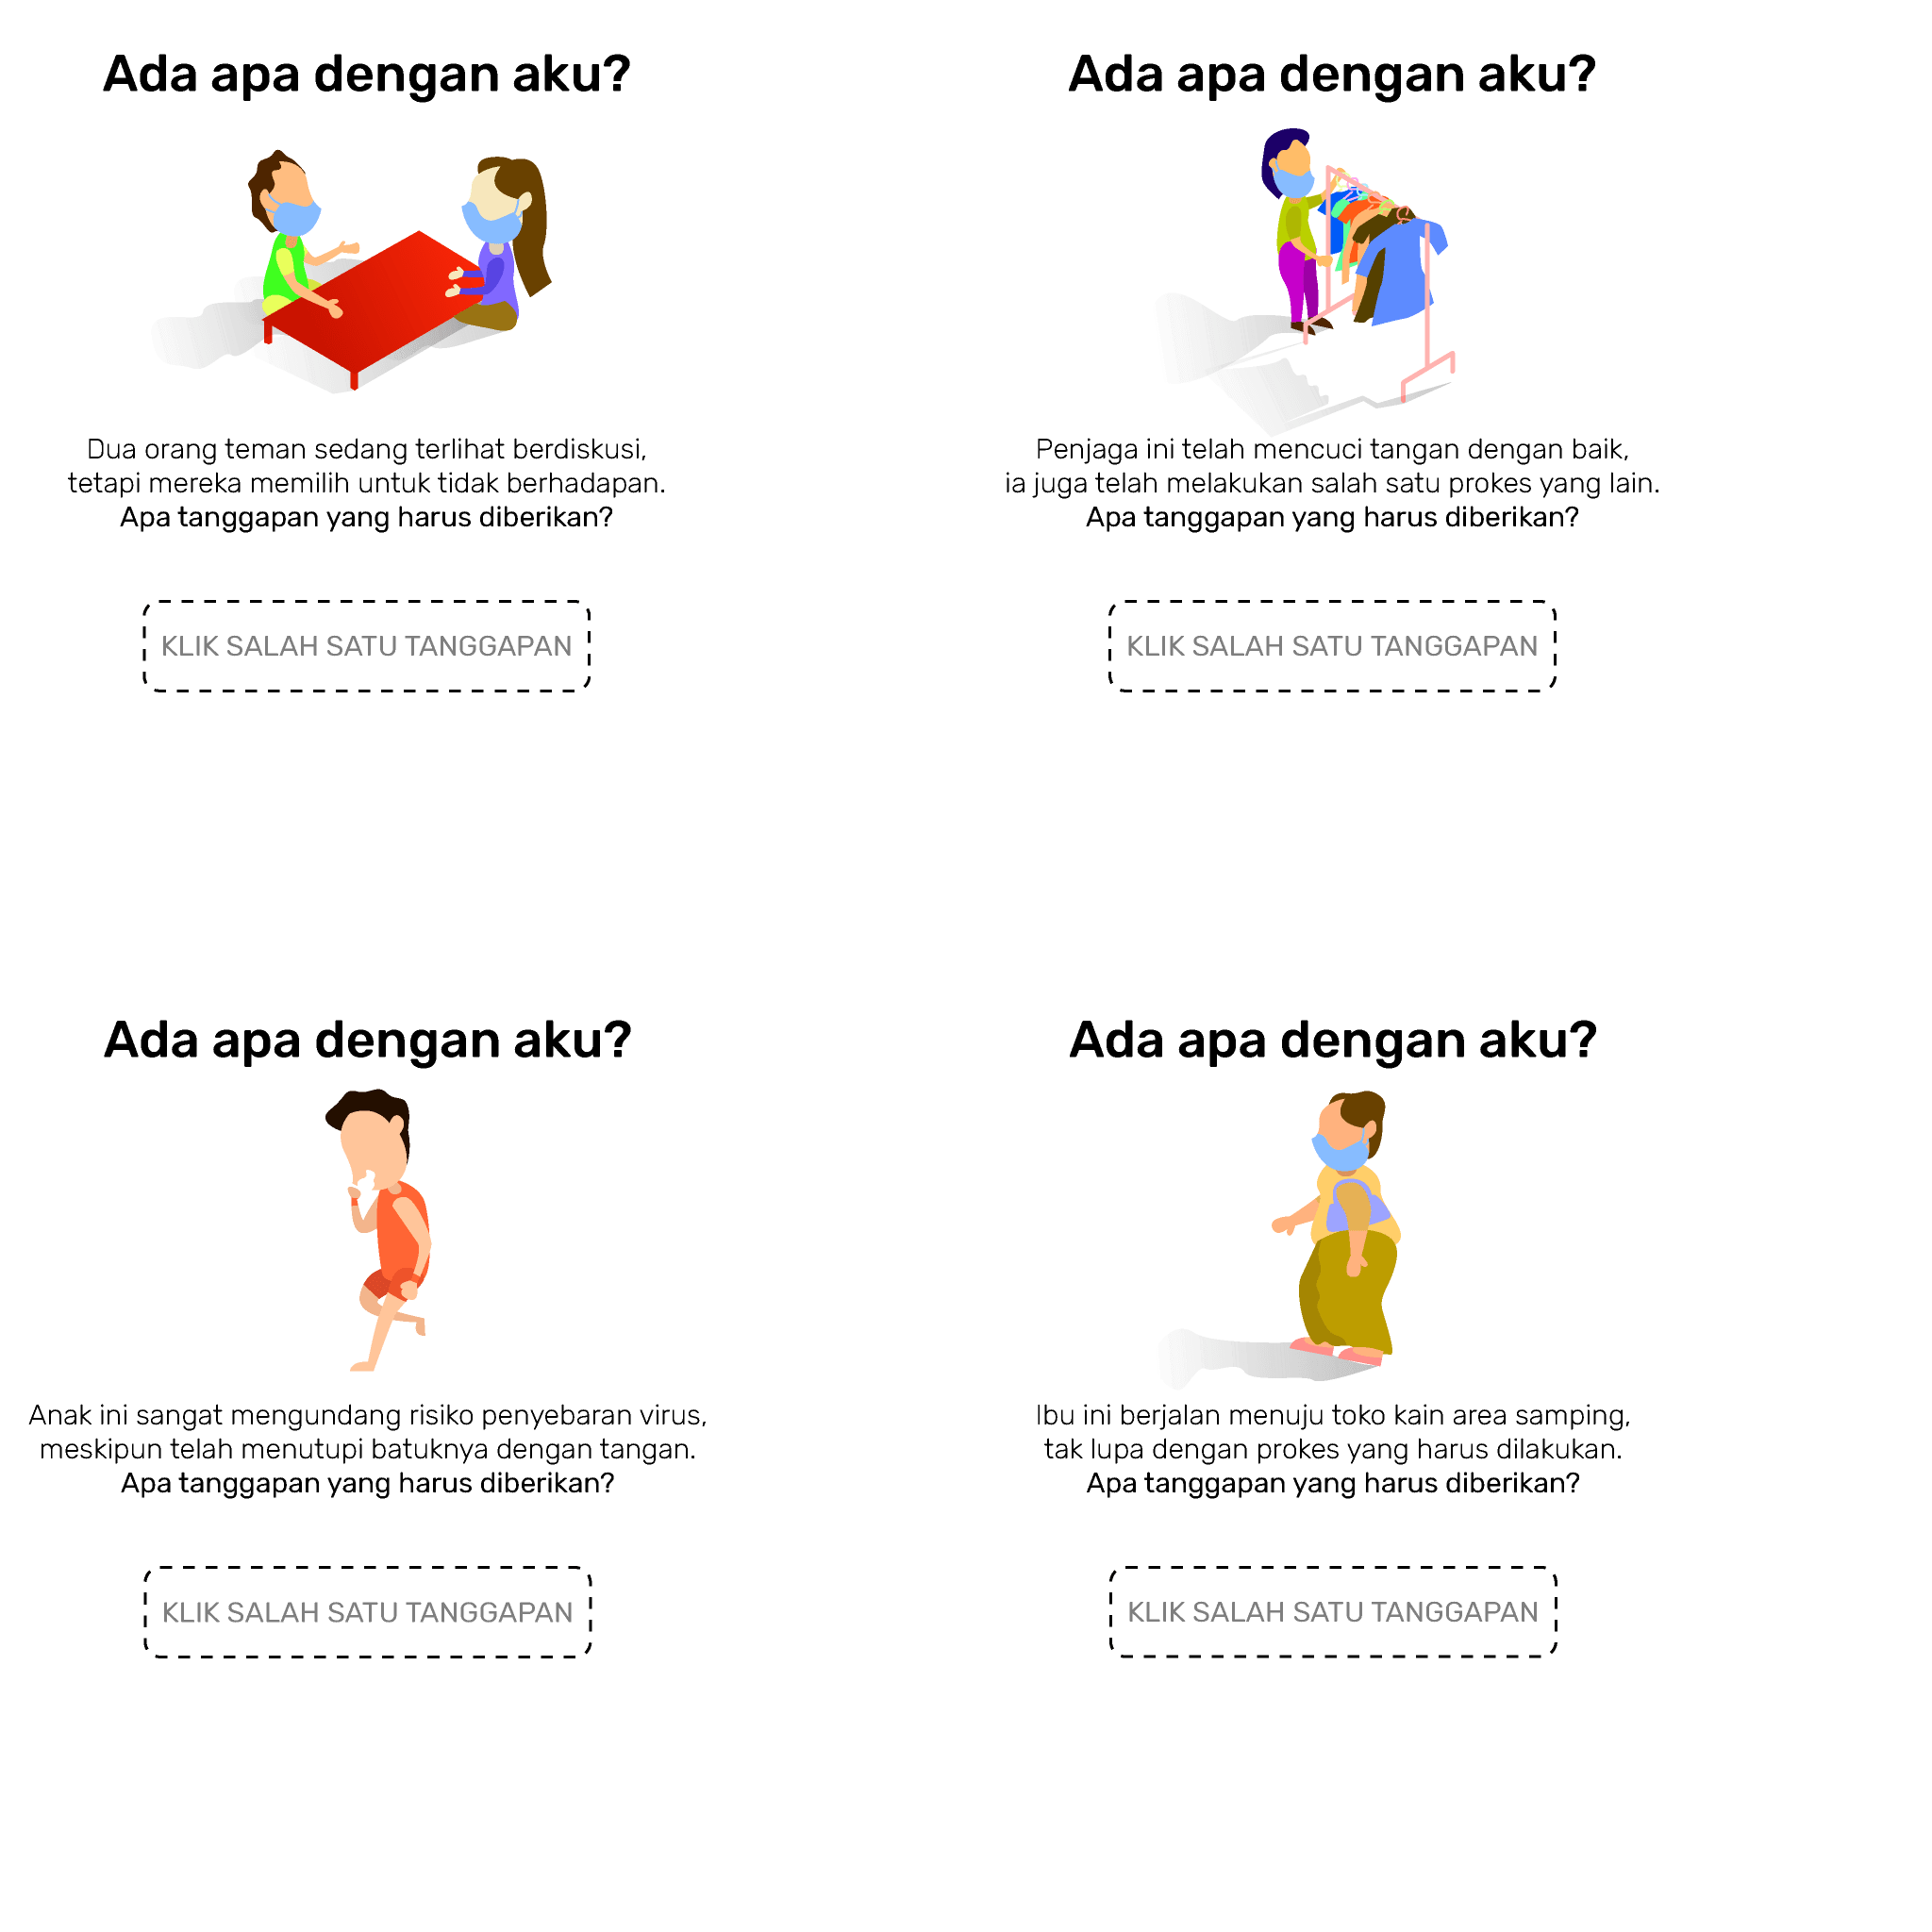 Ada apa dengan aku?
Dua orang teman sedang terlihat berdiskusi,
tetapi mereka memilih untuk tidak berhadapan.
Apa tanggapan yang harus diberikan?
KLIK SALAH SATU TANGGAPAN
Ada apa dengan aku?
Penjaga ini telah mencuci tangan dengan baik,
ia juga telah melakukan salah satu prokes yang lain.
Apa tanggapan yang harus diberikan?
KLIK SALAH SATU TANGGAPAN
Ada apa dengan aku?
Anak ini sangat mengundang risiko penyebaran virus,
meskipun telah menutupi batuknya dengan tangan.
Apa tanggapan yang harus diberikan?
KLIK SALAH SATU TANGGAPAN
Ada apa dengan aku?
Ibu ini berjalan menuju toko kain area samping,
tak lupa dengan prokes yang harus dilakukan.
Apa tanggapan yang harus diberikan?
KLIK SALAH SATU TANGGAPAN